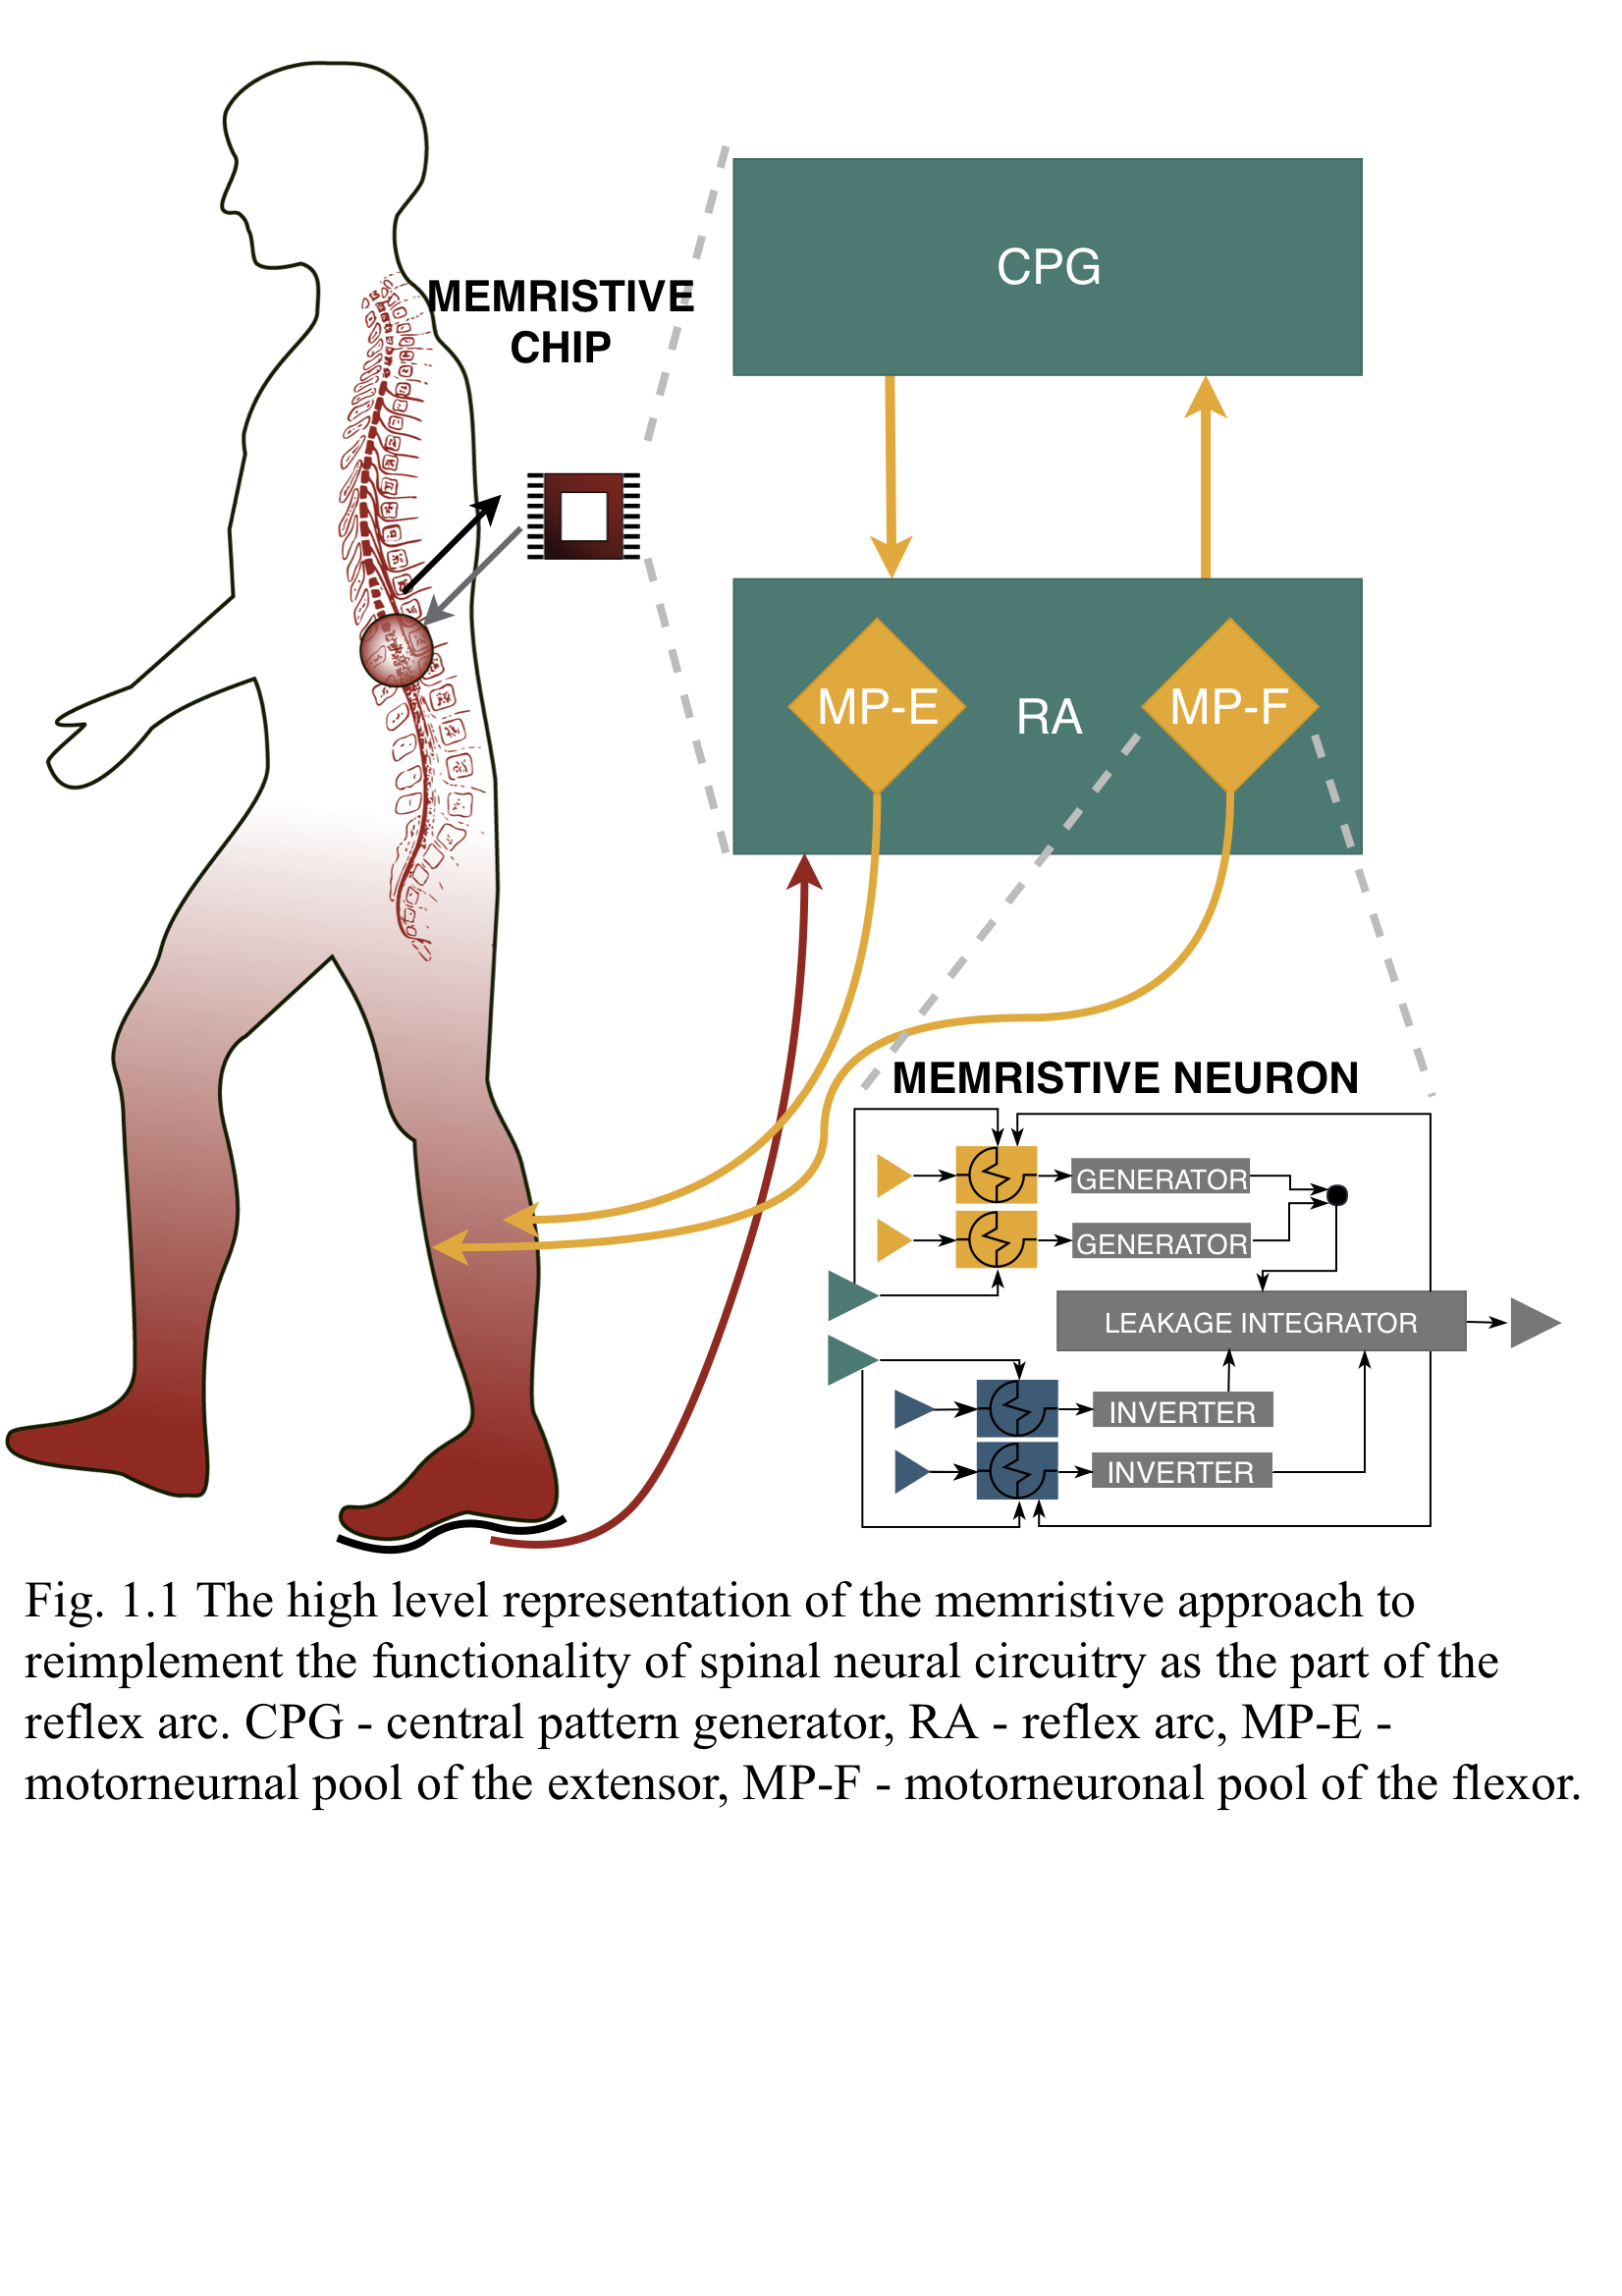 CPG
MEMRISTIVE
CHIP
MP-E
RA
MP-F
MEMRISTIVE NEURON
GENERATOR
GENERATOR
LEAKAGE INTEGRATOR
INVERTER
INVERTER
Fig. 1.1 The high level representation of the memristive approach to
reimplement the functionality of spinal neural circuitry as the part of the
reflex arc. CPG - central pattern generator, RA - reflex arc, MP-E -
motorneurnal pool of the extensor, MP-F - motorneuronal pool of the flexor.